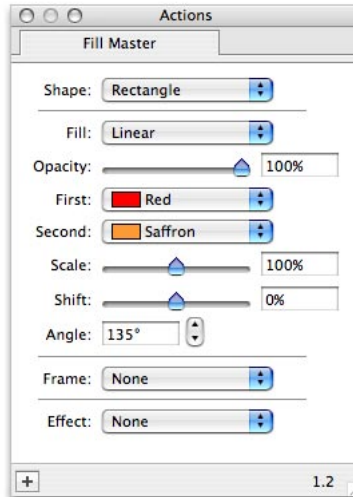 Actions
Fill Master
Shape: Rectangle
Fill: Linear
Opacity: 100%
First: Red
Second: Saffron
Scale: 100%
Shift: 0%
Angle: 135°
Frame: None
Effect: None
+ 1.2